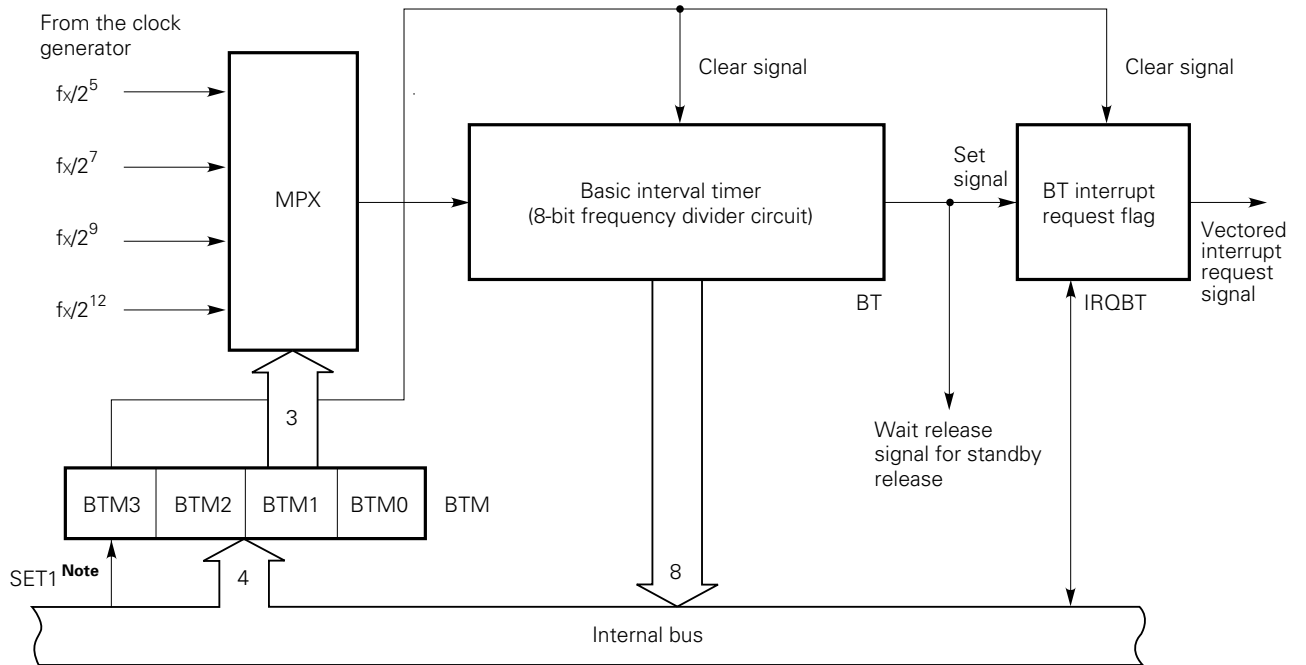 From the clock
generator
fx/2^5
fx/2^7
fx/2^9
fx/2^12
MPX
Clear signal
Clear signal
Basic interval timer
(8-bit frequency divider circuit)
BT
Set
signal
BT interrupt
request flag
IRQBT
Vectored
interrupt
request
signal
Wait release
signal for standby
release
3
BTM3 BTM2 BTM1 BTM0 BTM
SET1 Note
4
8
Internal bus